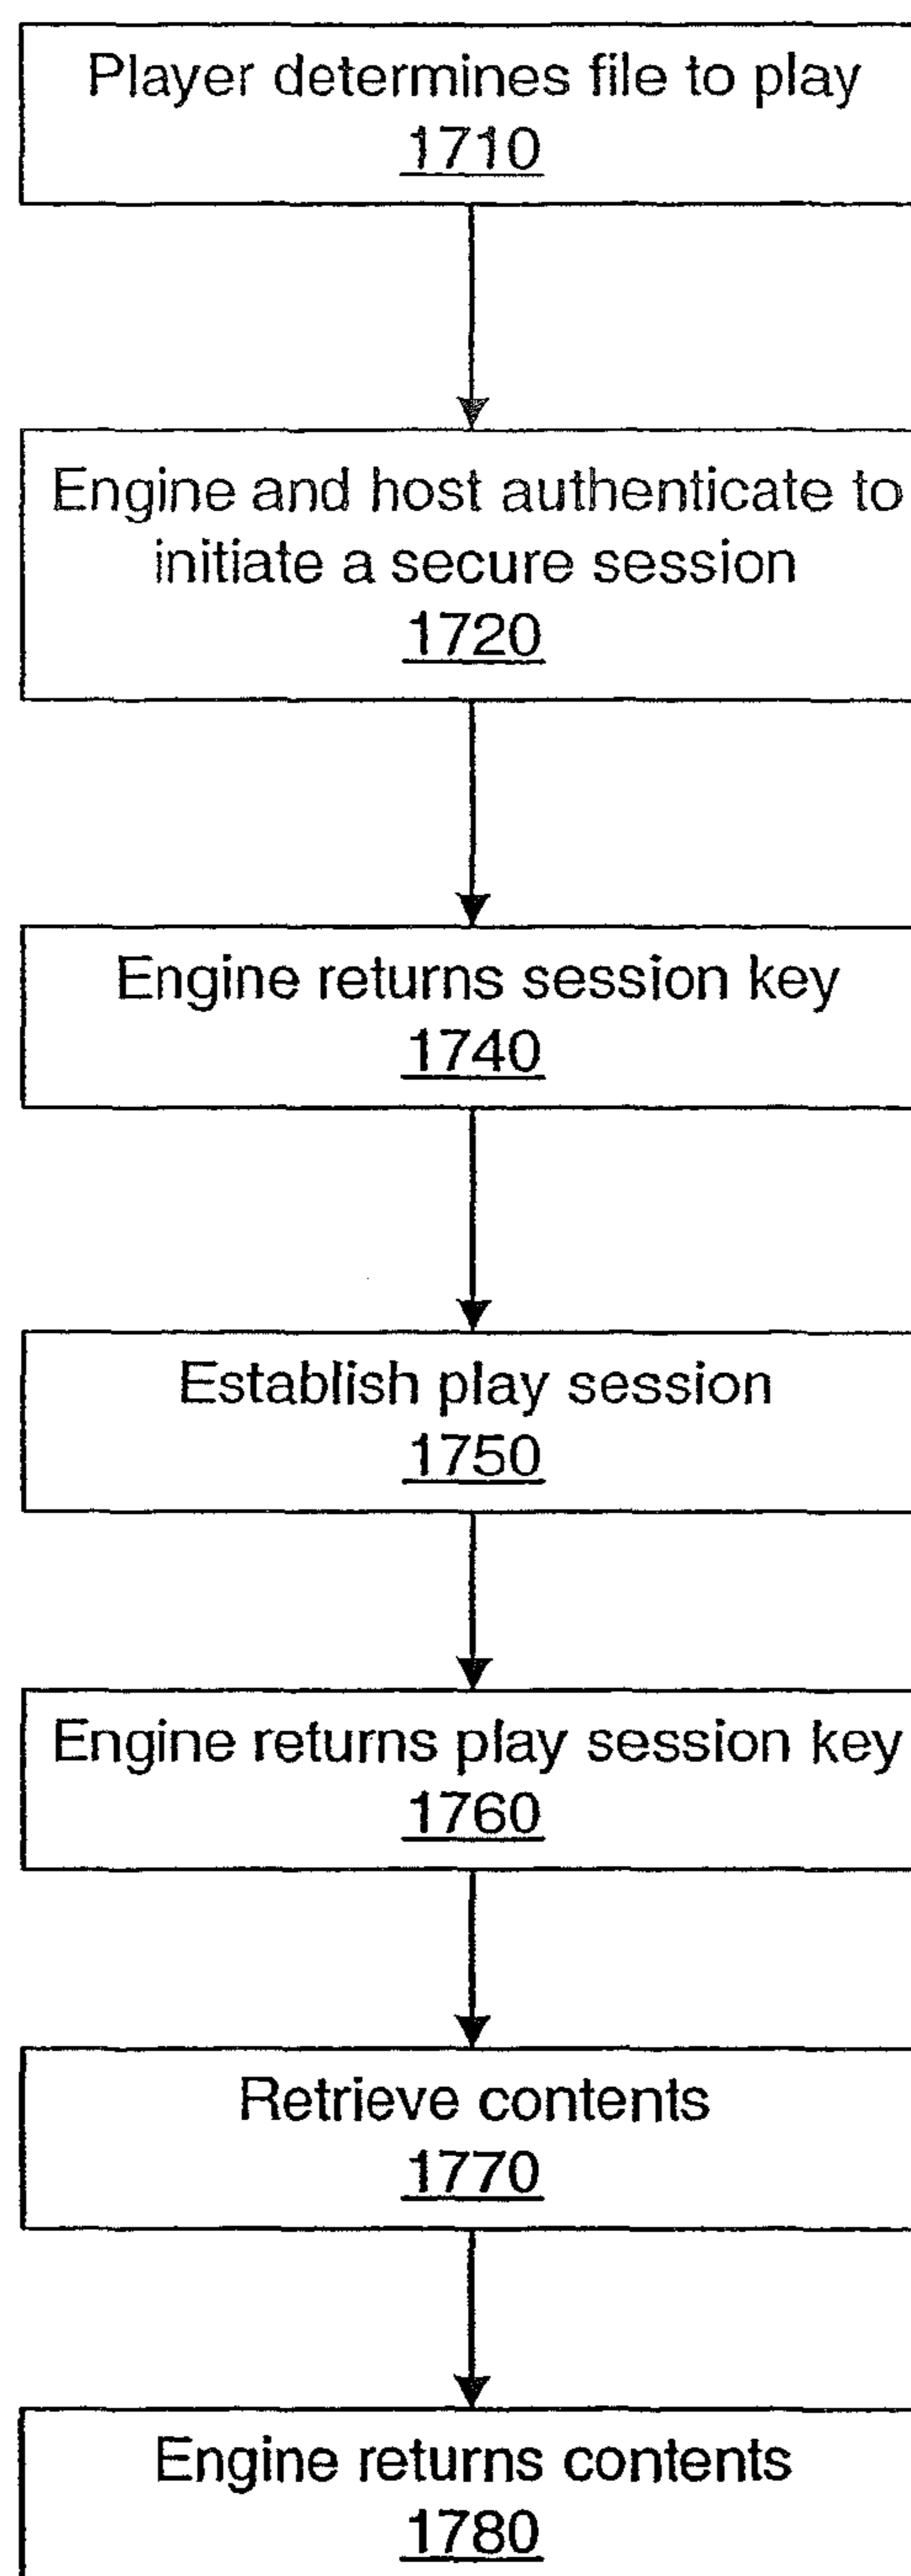 Player determines file to play
1710
Engine and host authenticate to
initiate a secure session
1720
Engine returns session key
1740
Establish play session
1750
Engine returns play session key
1760
Retrieve contents
1770
Engine returns contents
1780